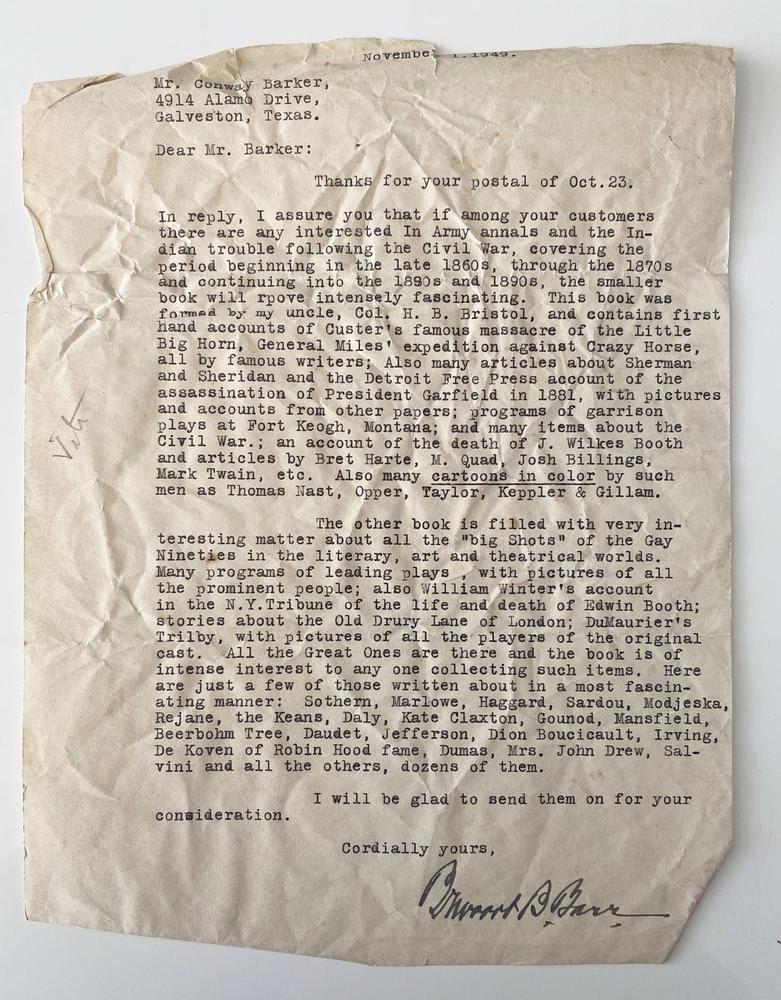 November 1, 1949.
Mr. Conway Barker,
4914 Alamo Drive,
Galveston, Texas.
Dear Mr. Barker:
Thanks for your postal of Oct.23.
In reply, I assure you that if among your customers
there are any interested In Army annals and the In-
dian trouble following the Civil War, covering the
period beginning in the late 1860s, through the 1870s
and continuing into the 1880s and 1890s, the smaller
book will rpove intensely fascinating. This book was
formed by my uncle, Col. H. B. Bristol, and contains first
hand accounts of Custer's famous massacre of the Little
Big Horn, General Miles' expedition against Crazy Horse,
all by famous writers; Also many articles about Sherman
and Sheridan and the Detroit Free Press account of the
assassination of President Garfield in 1881, with pictures
and accounts from other papers; programs of garrison
plays at Fort Keogh, Montana; and many items about the
Civil War.; an account of the death of J. Wilkes Booth
and articles by Bret Harte, M. Quad, Josh Billings,
Mark Twain, etc. Also many cartoons in color by such
men as Thomas Nast, Opper, Taylor, Keppler & Gillam.
The other book is filled with very in-
teresting matter about all the "big Shots" of the Gay
Nineties in the literary, art and theatrical worlds.
Many programs of leading plays , with pictures of all
the prominent people; also William Winter's account
in the N.Y.Tribune of the life and death of Edwin Booth;
stories about the Old Drury Lane of London; DuMaurier's
Trilby, with pictures of all the players of the original
cast. All the Great Ones are there and the book is of
intense interest to any one collecting such items. Here
are just a few of those written about in a most fascin-
ating manner: Sothern, Marlowe, Haggard, Sardou, Modjeska,
Rejane, the Keans, Daly, Kate Claxton, Gounod, Mansfield,
Beerbohm Tree, Daudet, Jefferson, Dion Boucicault, Irving,
De Koven of Robin Hood fame, Dumas, Mrs. John Drew, Sal-
vini and all the others, dozens of them.
I will be glad to send them on for your
consideration.
Cordially yours,
B. Barr